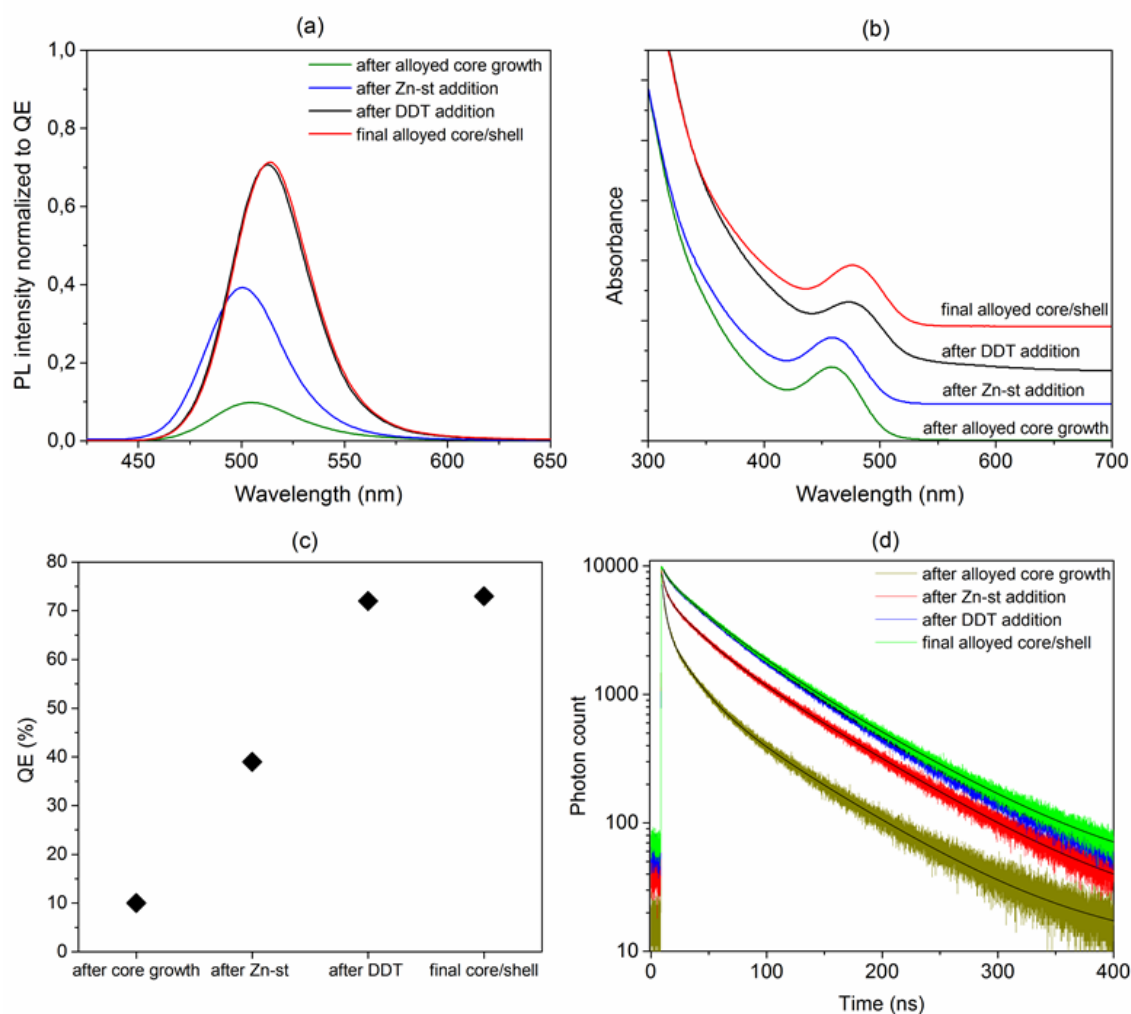 (a)
PL intensity normalized to QE
1,0
0,8
0,6
0,4
0,2
0,0
after alloyed core growth
after Zn-st addition
after DDT addition
final alloyed core/shell
450
500
550
600
650
Wavelength (nm)
(b)
Absorbance
final alloyed core/shell
after DDT addition
after Zn-st addition
after alloyed core growth
300
400
500
600
700
Wavelength (nm)
(c)
QE (%)
80
70
60
50
40
30
20
10
0
after core growth
after Zn-st
after DDT
final core/shell
(d)
Photon count
10000
1000
100
10
after alloyed core growth
after Zn-st addition
after DDT addition
final alloyed core/shell
0
100
200
300
400
Time (ns)